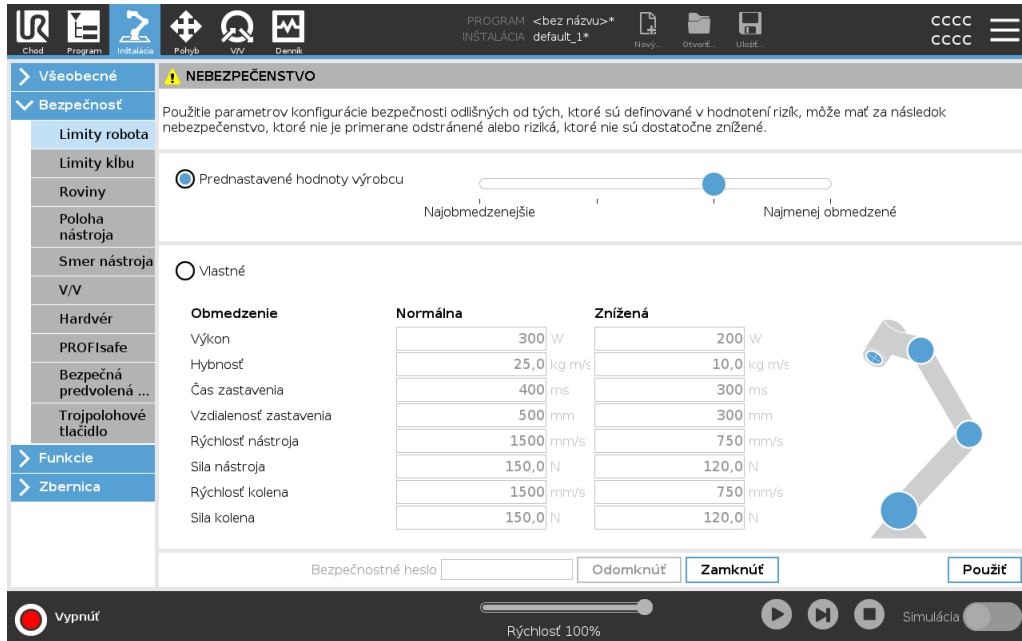 PROGRAM <bez názvu>*
INŠTALÁCIA default_1*
cccc
cccc
Chod Program Inštalácia Pohyb V/V Denník Nový... Otvoriť... Uložiť...
Všeobecné
Bezpečnosť
Limity robota
Limity kĺbu
Roviny
Poloha
nástroja
Smer nástroja
V/V
Hardvér
PROFIsafe
Bezpečná
predvolená ...
Trojpolohové
tlačidlo
Funkcie
Zbernica
NEBEZPEČENSTVO
Použitie parametrov konfigurácie bezpečnosti odlišných od tých, ktoré sú definované v hodnotení rizík, môže mať za následok
nebezpečenstvo, ktoré nie je primerane odstránené alebo riziká, ktoré nie sú dostatočne znížené.
Prednastavené hodnoty výrobcu
Najobmedzenejšie Najmenej obmedzené
Vlastné
Obmedzenie Normálna Znížená
Výkon 300 W 200 W
Hybnosť 25,0 kg m/s 10,0 kg m/s
Čas zastavenia 400 ms 300 ms
Vzdialenosť zastavenia 500 mm 300 mm
Rýchlosť nástroja 1500 mm/s 750 mm/s
Sila nástroja 150,0 N 120,0 N
Rýchlosť kolena 1500 mm/s 750 mm/s
Sila kolena 150,0 N 120,0 N
Bezpečnostné heslo Odomknúť Zamknúť Použiť
Vypnúť
Rýchlosť 100%
Simulácia